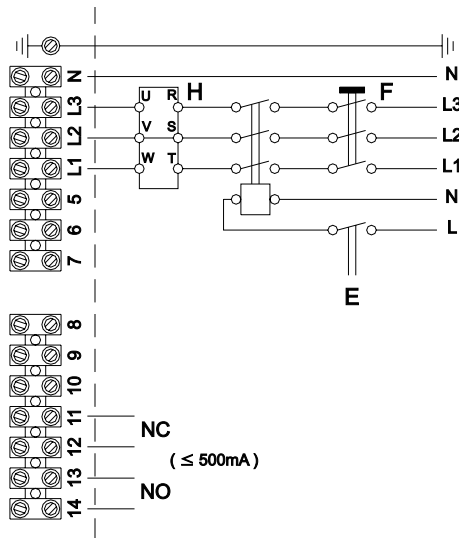 N N
L3 U R H F L3
L2 V S L2
L1 W T L1
5 N
6 L
7
E
8
9
10
11
NC
12
( ≤ 500mA )
13
NO
14